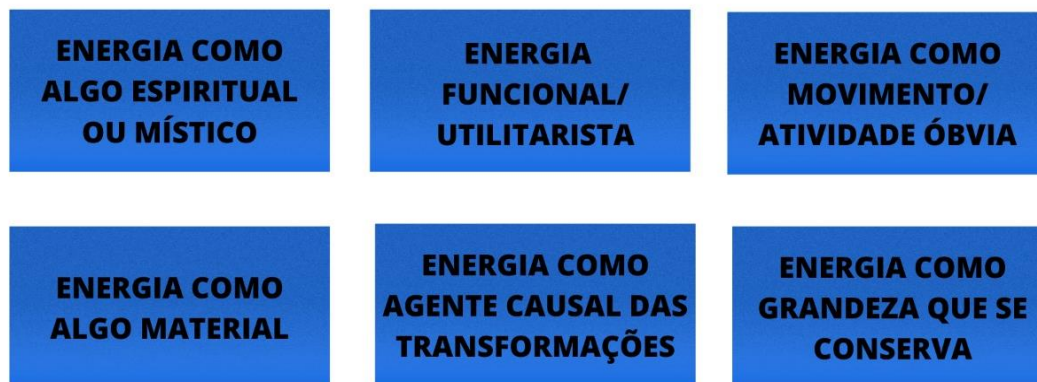 ENERGIA COMO
ALGO ESPIRITUAL
OU MÍSTICO
ENERGIA
FUNCIONAL/
UTILITARISTA
ENERGIA COMO
MOVIMENTO/
ATIVIDADE ÓBVIA
ENERGIA COMO
ALGO MATERIAL
ENERGIA COMO
AGENTE CAUSAL DAS
TRANSFORMAÇÕES
ENERGIA COMO
GRANDEZA QUE SE
CONSERVA